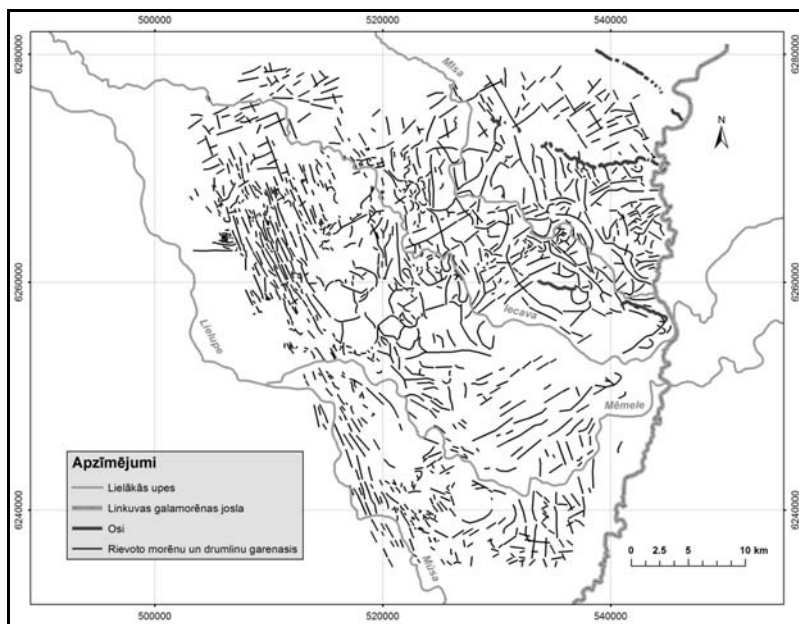 500000
520000
540000
6280000
6280000
Misa
N
6260000
6260000
Iecava
Lielupe
Mēmele
Apzīmējumi
Lielākās upes
Linkuvas galamorēnas josla
Osi
Rievoto morēnu un drumlinu garenasis
6240000
6240000
Mūsa
0 2.5 5 10 km
500000
520000
540000